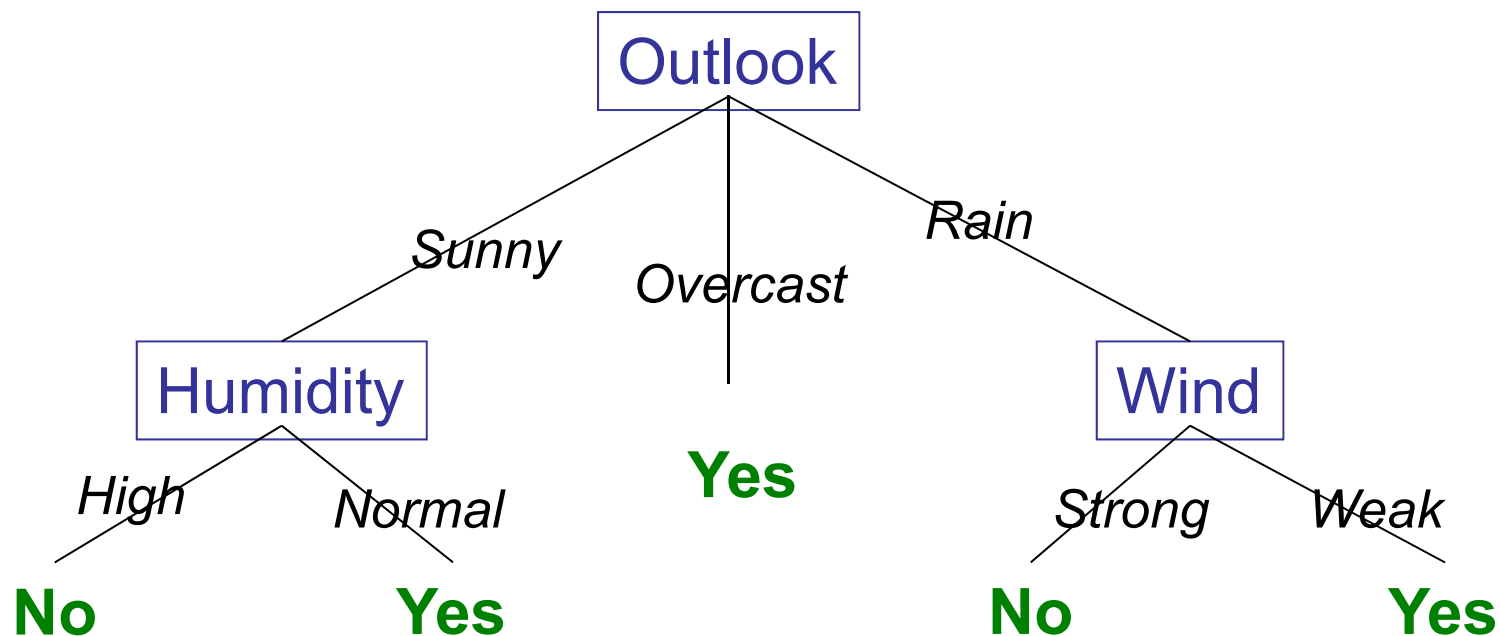 Outlook
Sunny
Overcast
Rain
Humidity
Wind
High
Normal
Yes
Strong
Weak
No
Yes
No
Yes